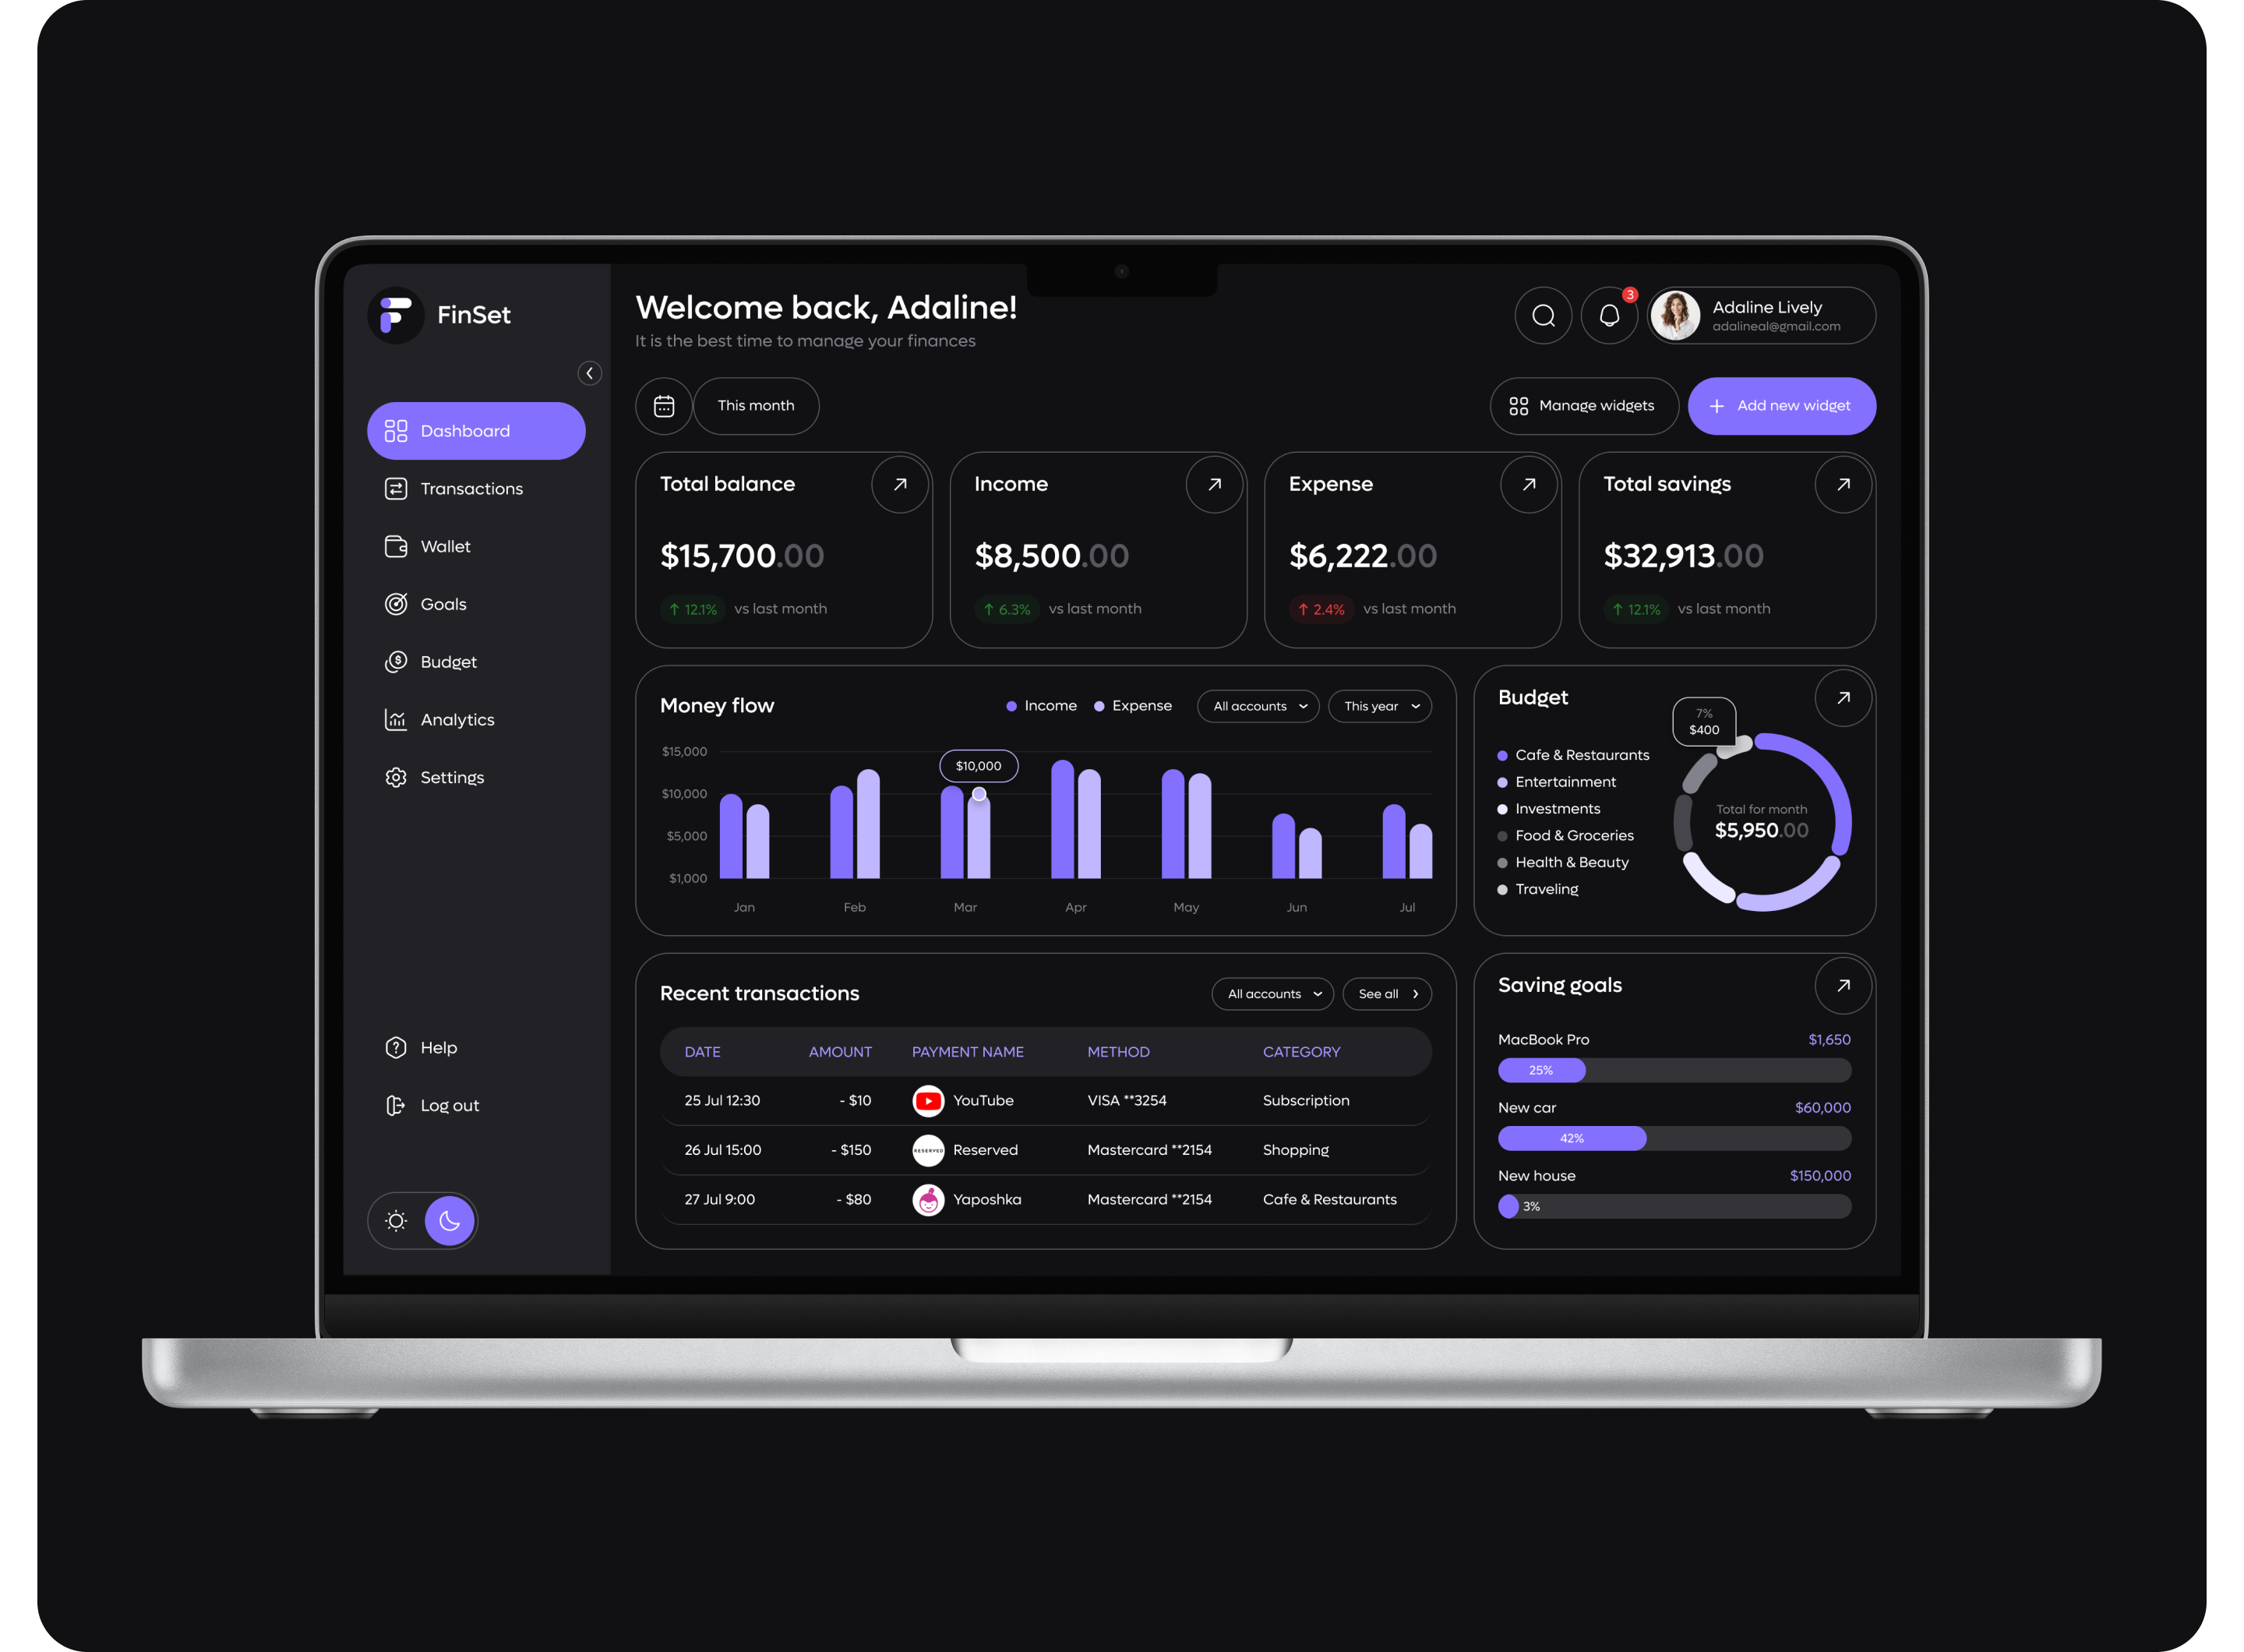 FinSet
Dashboard
Transactions
Wallet
Goals
Budget
Analytics
Settings
Help
Log out
Welcome back, Adaline!
It is the best time to manage your finances
3
Adaline Lively
adalineal@gmail.com
This month
Manage widgets
Add new widget
Total balance
$15,700.00
12.1% vs last month
Income
$8,500.00
6.3% vs last month
Expense
$6,222.00
2.4% vs last month
Total savings
$32,913.00
12.1% vs last month
Money flow
Income Expense All accounts This year
$15,000
$10,000
$10,000
$5,000
$1,000
Jan Feb Mar Apr May Jun Jul
Budget
7%
$400
Cafe & Restaurants
Entertainment
Investments
Food & Groceries
Health & Beauty
Traveling
Total for month
$5,950.00
Recent transactions
All accounts See all
DATE AMOUNT PAYMENT NAME METHOD CATEGORY
25 Jul 12:30 - $10 YouTube VISA **3254 Subscription
26 Jul 15:00 - $150 RESERVED Reserved Mastercard **2154 Shopping
27 Jul 9:00 - $80 Yaposhka Mastercard **2154 Cafe & Restaurants
Saving goals
MacBook Pro $1,650
25%
New car $60,000
42%
New house $150,000
3%